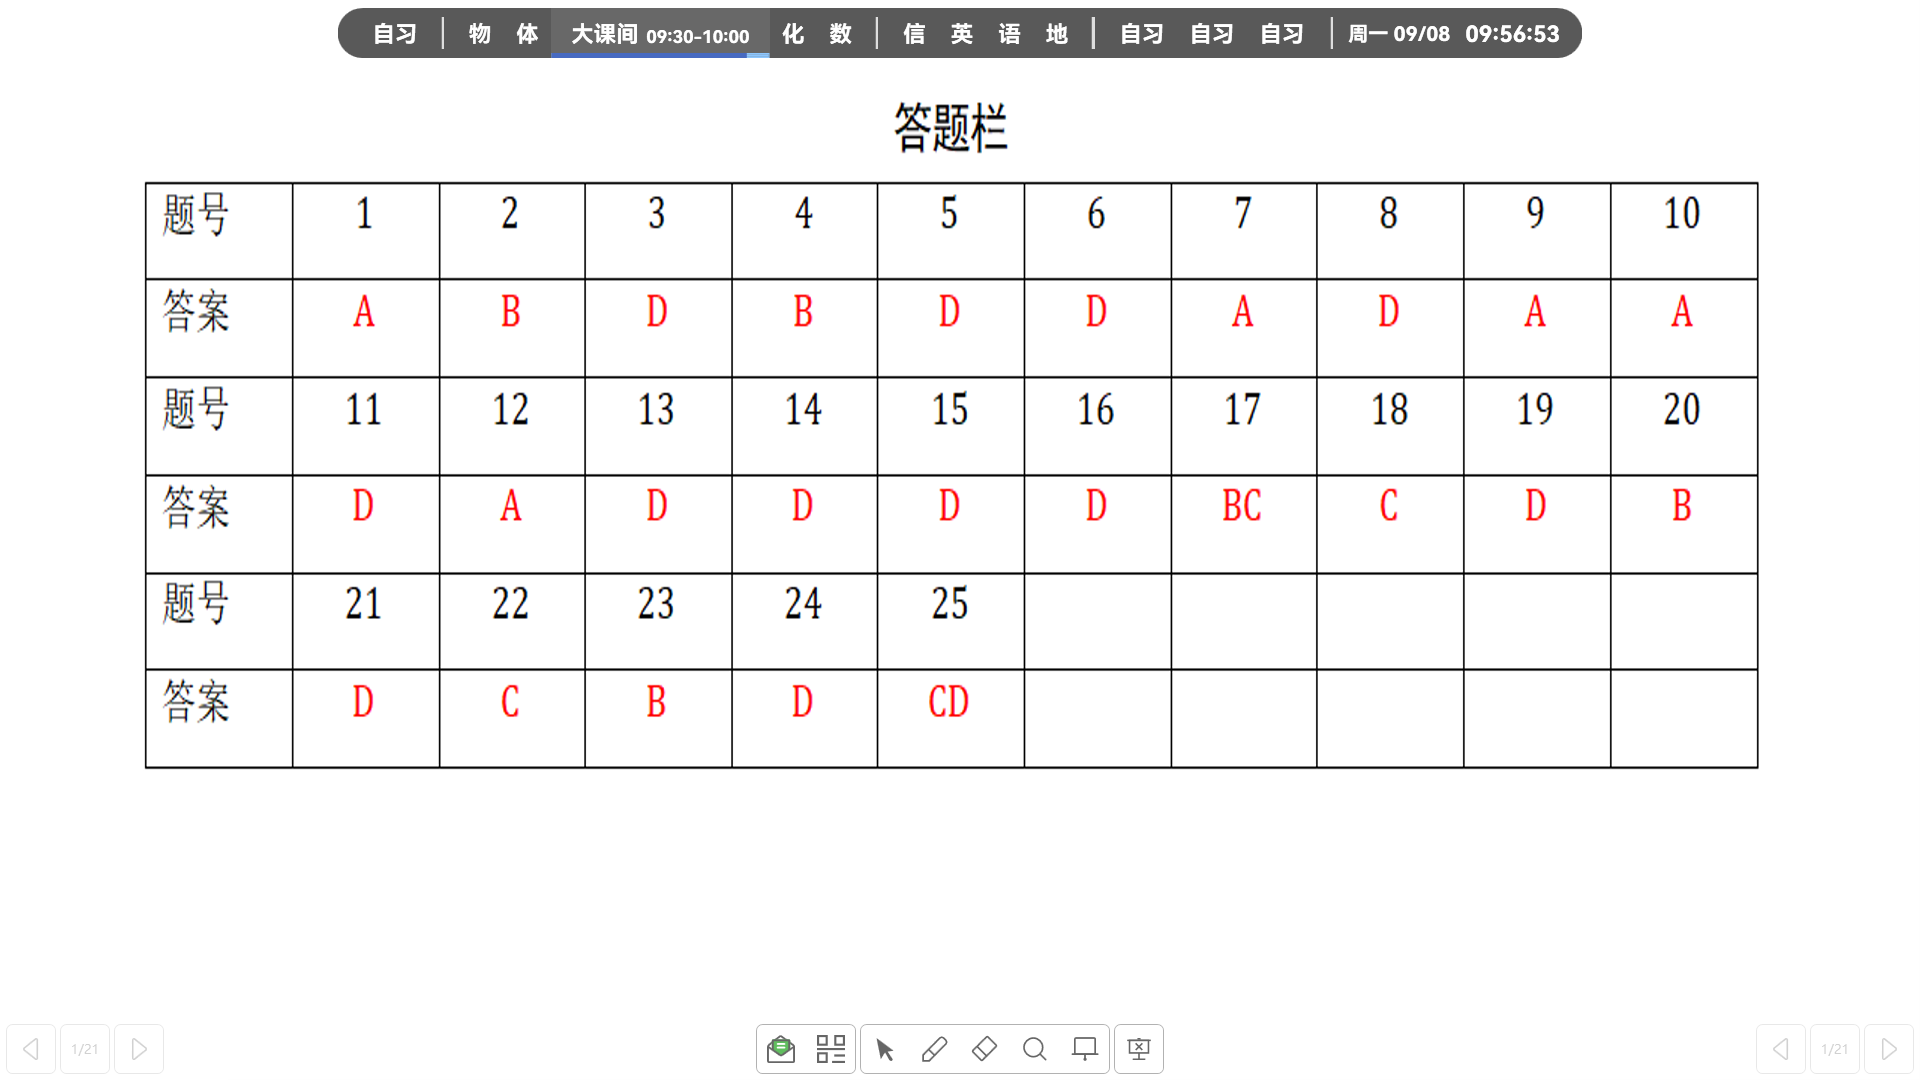 自习 物 体 大课间 09:30-10:00 化 数 信 英 语 地 自习 自习 自习 周一 09/08 09:56:53
答题栏
题号 1 2 3 4 5 6 7 8 9 10
答案 A B D B D D A D A A
题号 11 12 13 14 15 16 17 18 19 20
答案 D A D D D D BC C D B
题号 21 22 23 24 25
答案 D C B D CD
1/21 1/21